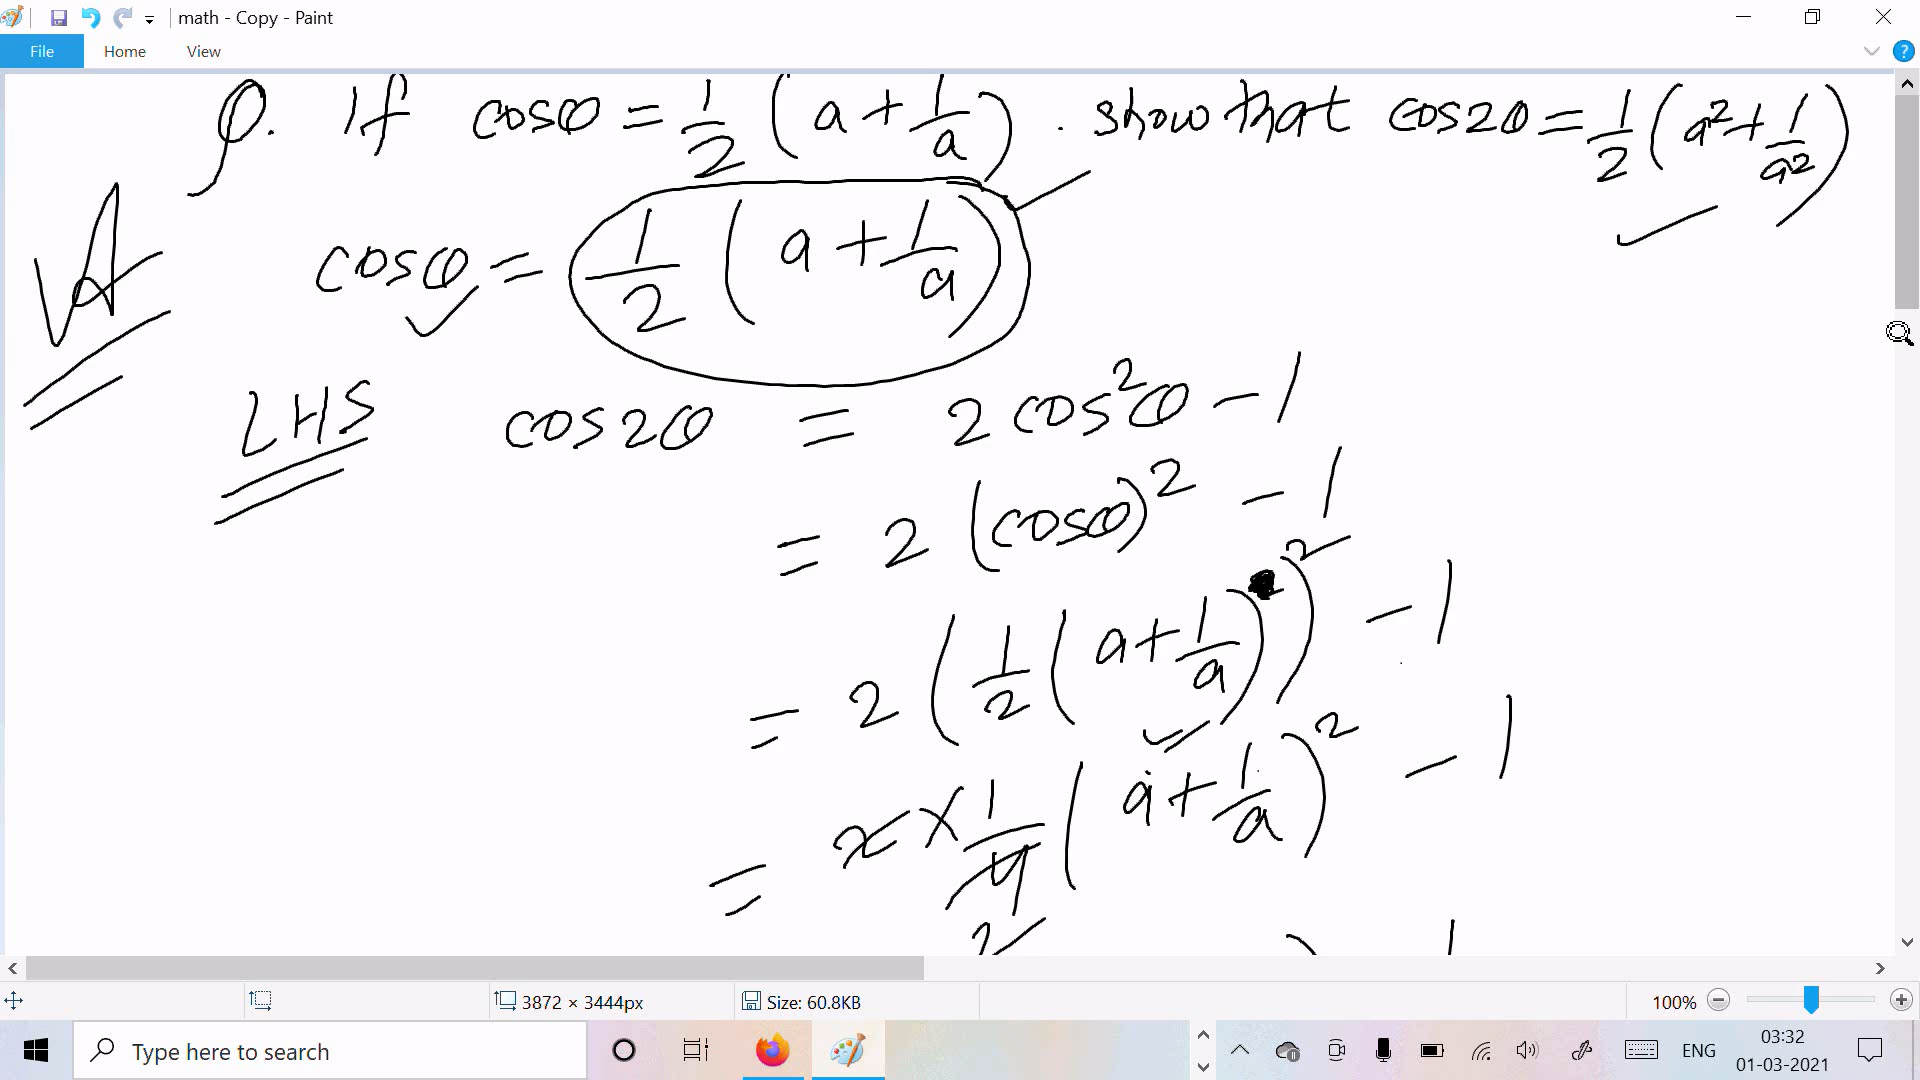 math - Copy - Paint
File Home View
Q. If cosθ = 1/2 (a + 1/a). show that cos2θ = 1/2 (a² + 1/a²)
A cosθ = 1/2 (a + 1/a)
LHS cos2θ = 2cos²θ - 1
= 2 (cosθ)² - 1
= 2 (1/2 (a + 1/a))² - 1
= 2 × 1/4 (a + 1/a)² - 1
2
3872 × 3444px Size: 60.8KB 100%
Type here to search
ENG
03:32
01-03-2021